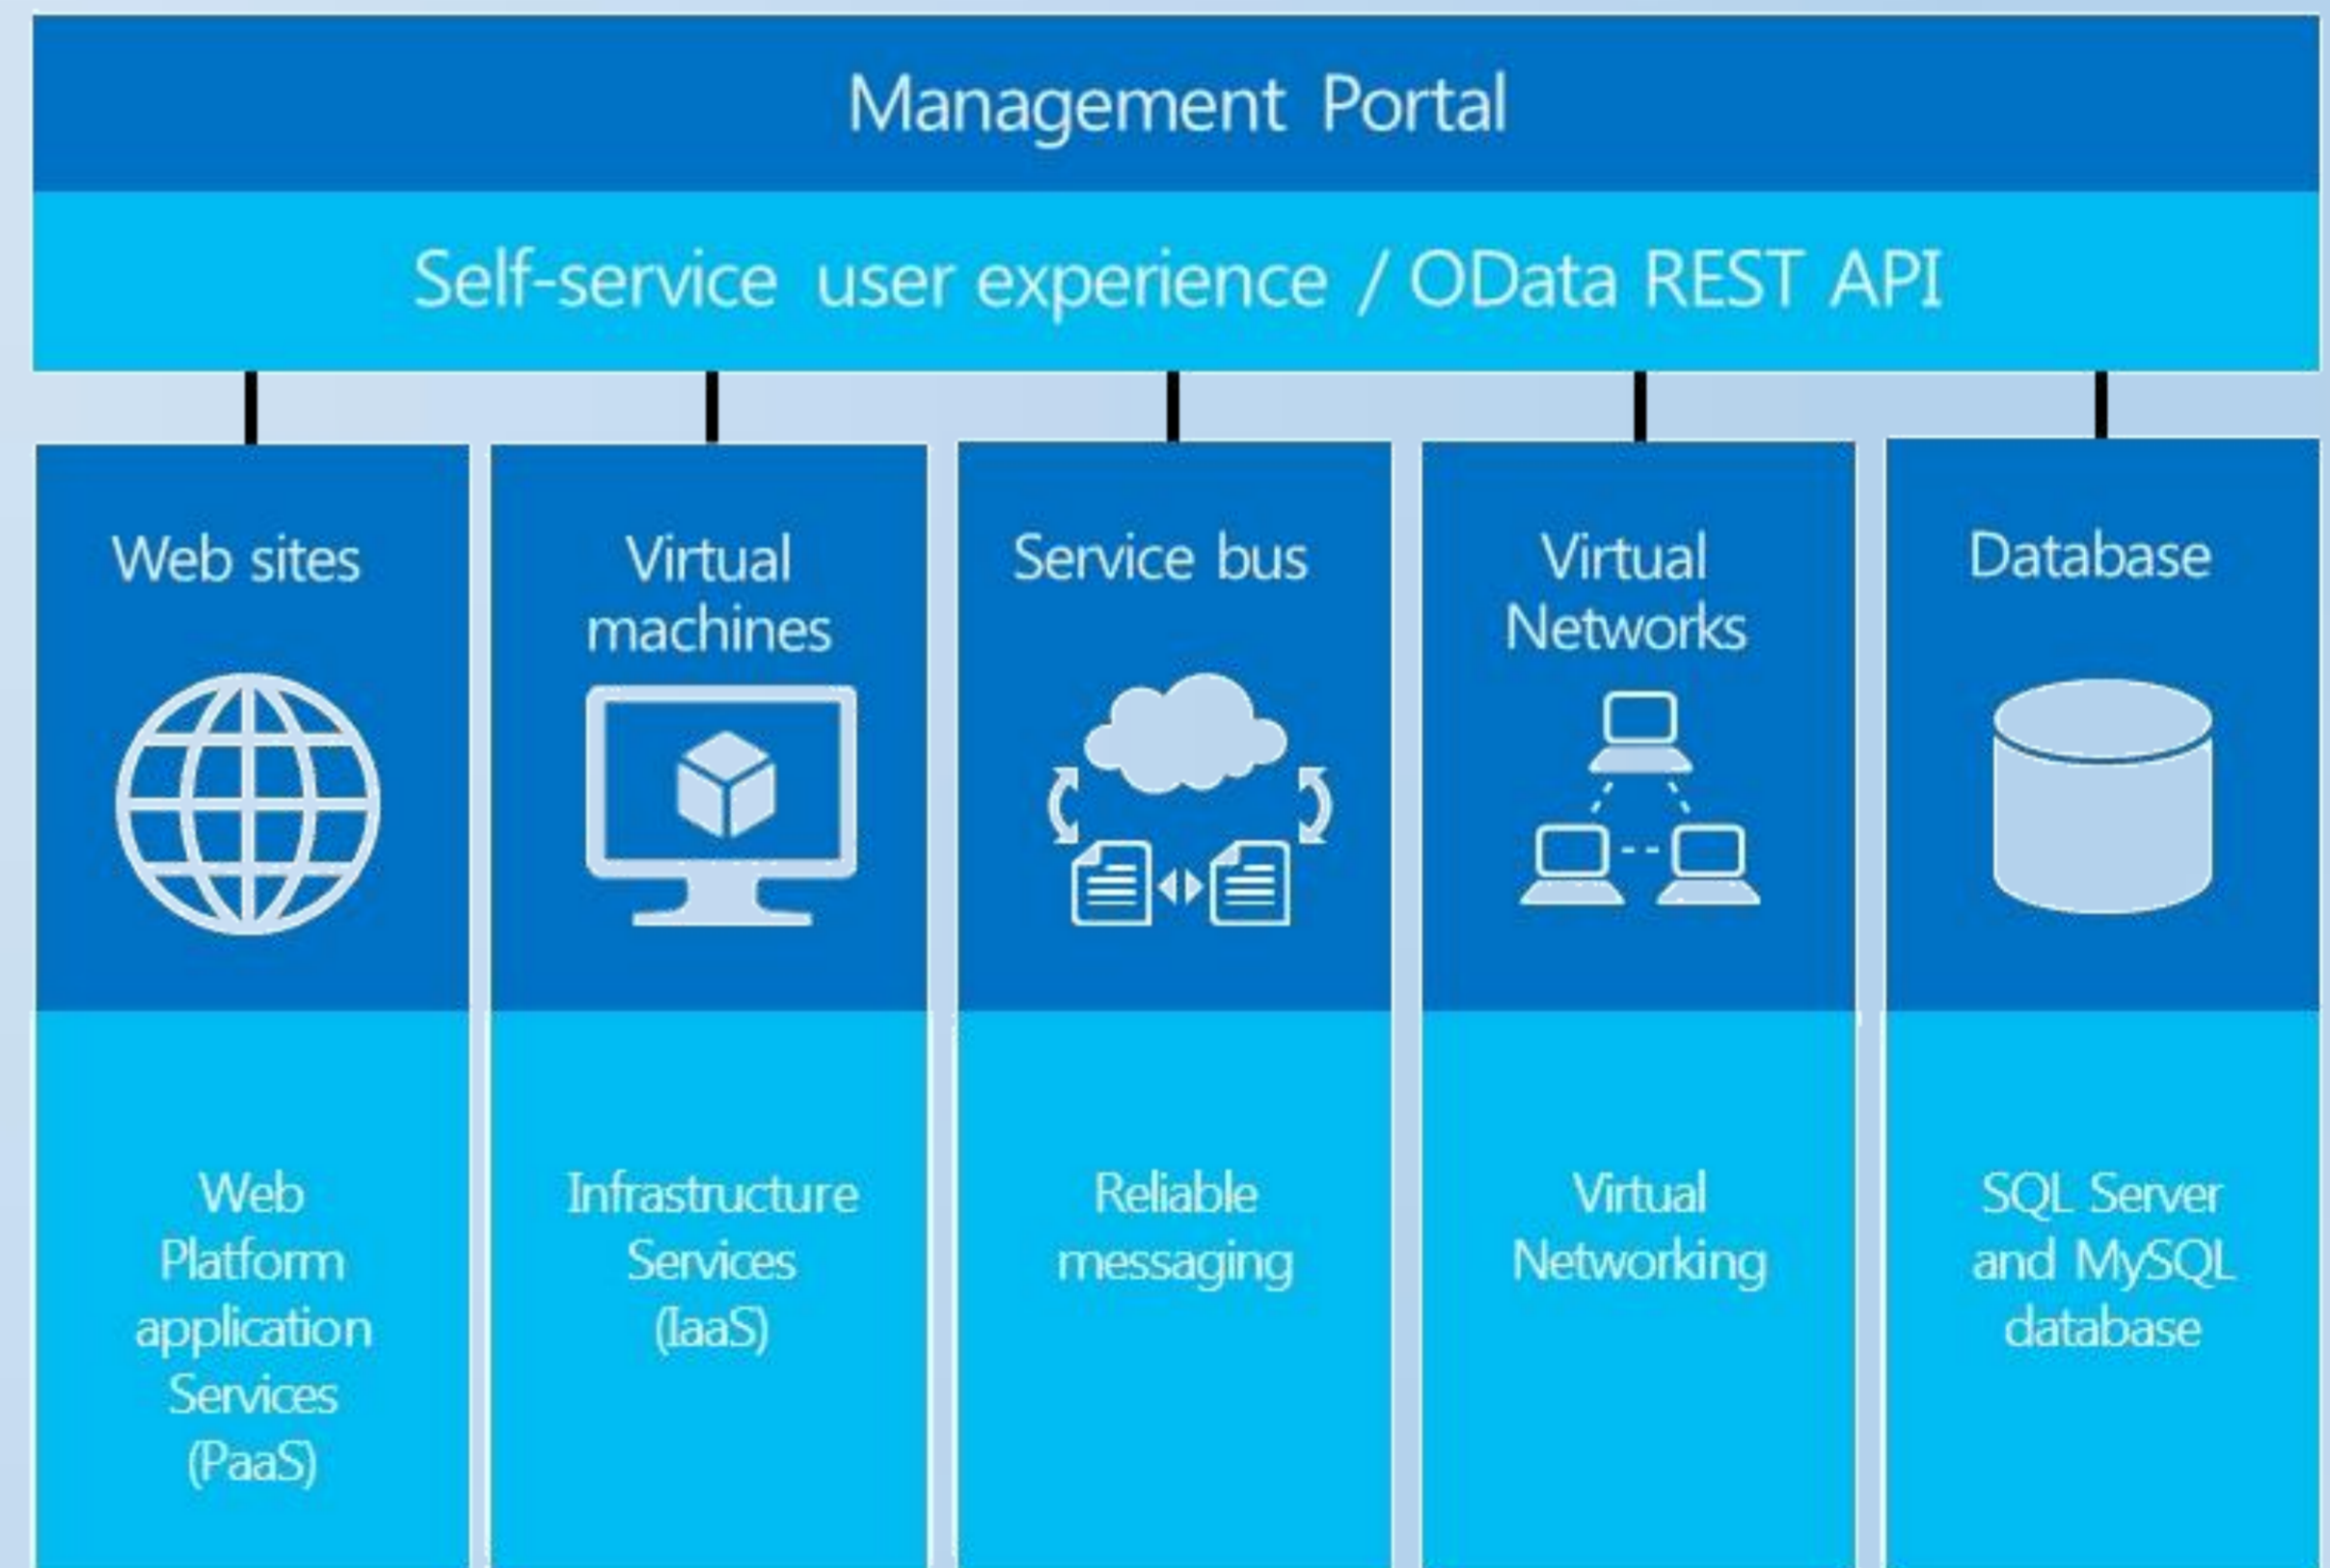 Management Portal
Self-service user experience / OData REST API
Web sites
Virtual
machines
Service bus
Virtual
Networks
Database
Web
Platform
application
Services
(PaaS)
Infrastructure
Services
(IaaS)
Reliable
messaging
Virtual
Networking
SQL Server
and MySQL
database